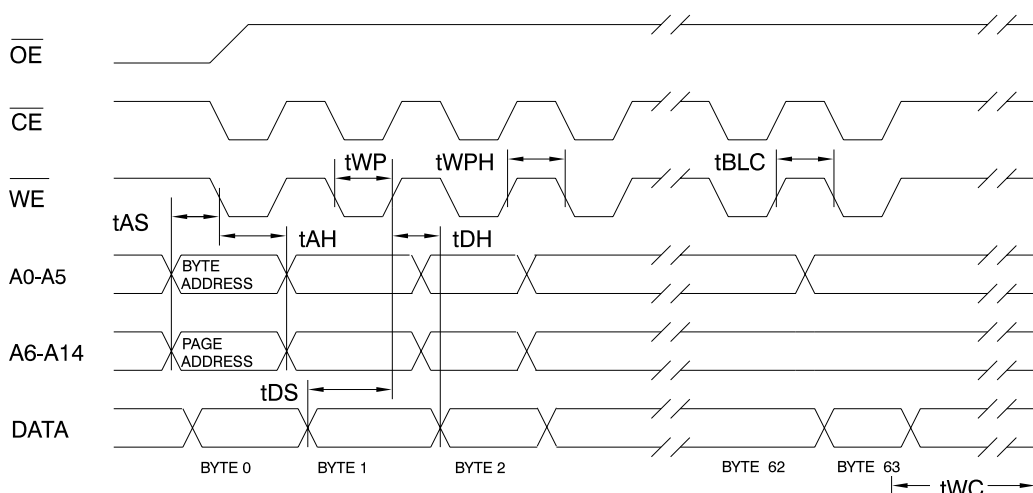 OE
CE
tWP
tWPH
tBLC
WE
tAS
tAH
tDH
A0-A5
BYTE
ADDRESS
A6-A14
PAGE
ADDRESS
tDS
DATA
BYTE 0
BYTE 1
BYTE 2
BYTE 62
BYTE 63
tWC